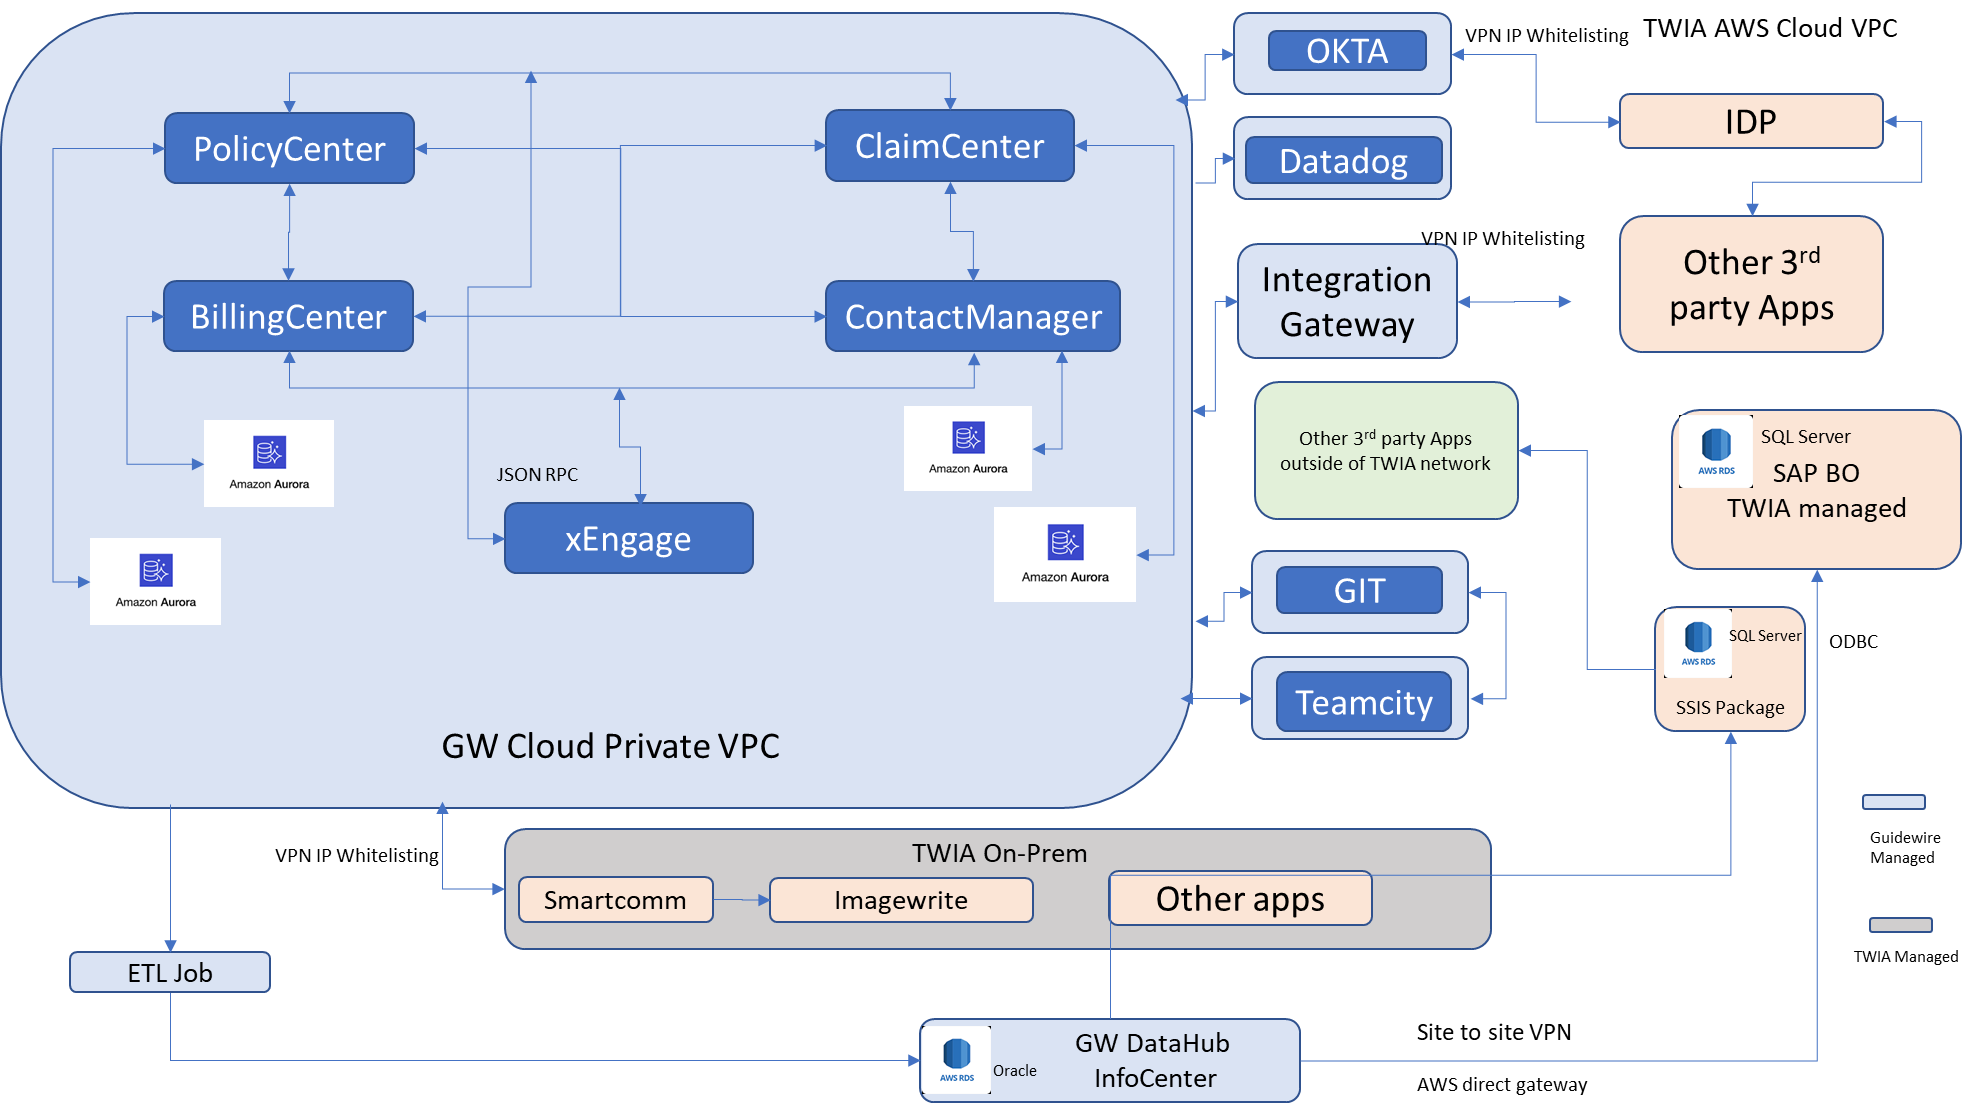 TWIA AWS Cloud VPC
VPN IP Whitelisting
OKTA
IDP
PolicyCenter
ClaimCenter
Datadog
VPN IP Whitelisting
Integration
Gateway
Other 3rd
party Apps
BillingCenter
ContactManager
Other 3rd party Apps
outside of TWIA network
AWS RDS
SQL Server
SAP BO
TWIA managed
Amazon Aurora
Amazon Aurora
JSON RPC
xEngage
Amazon Aurora
Amazon Aurora
GIT
Teamcity
AWS RDS
SQL Server
SSIS Package
ODBC
GW Cloud Private VPC
VPN IP Whitelisting
TWIA On-Prem
Smartcomm
Imagewrite
Other apps
Guidewire
Managed
TWIA Managed
ETL Job
AWS RDS
Oracle
GW DataHub
InfoCenter
Site to site VPN
AWS direct gateway